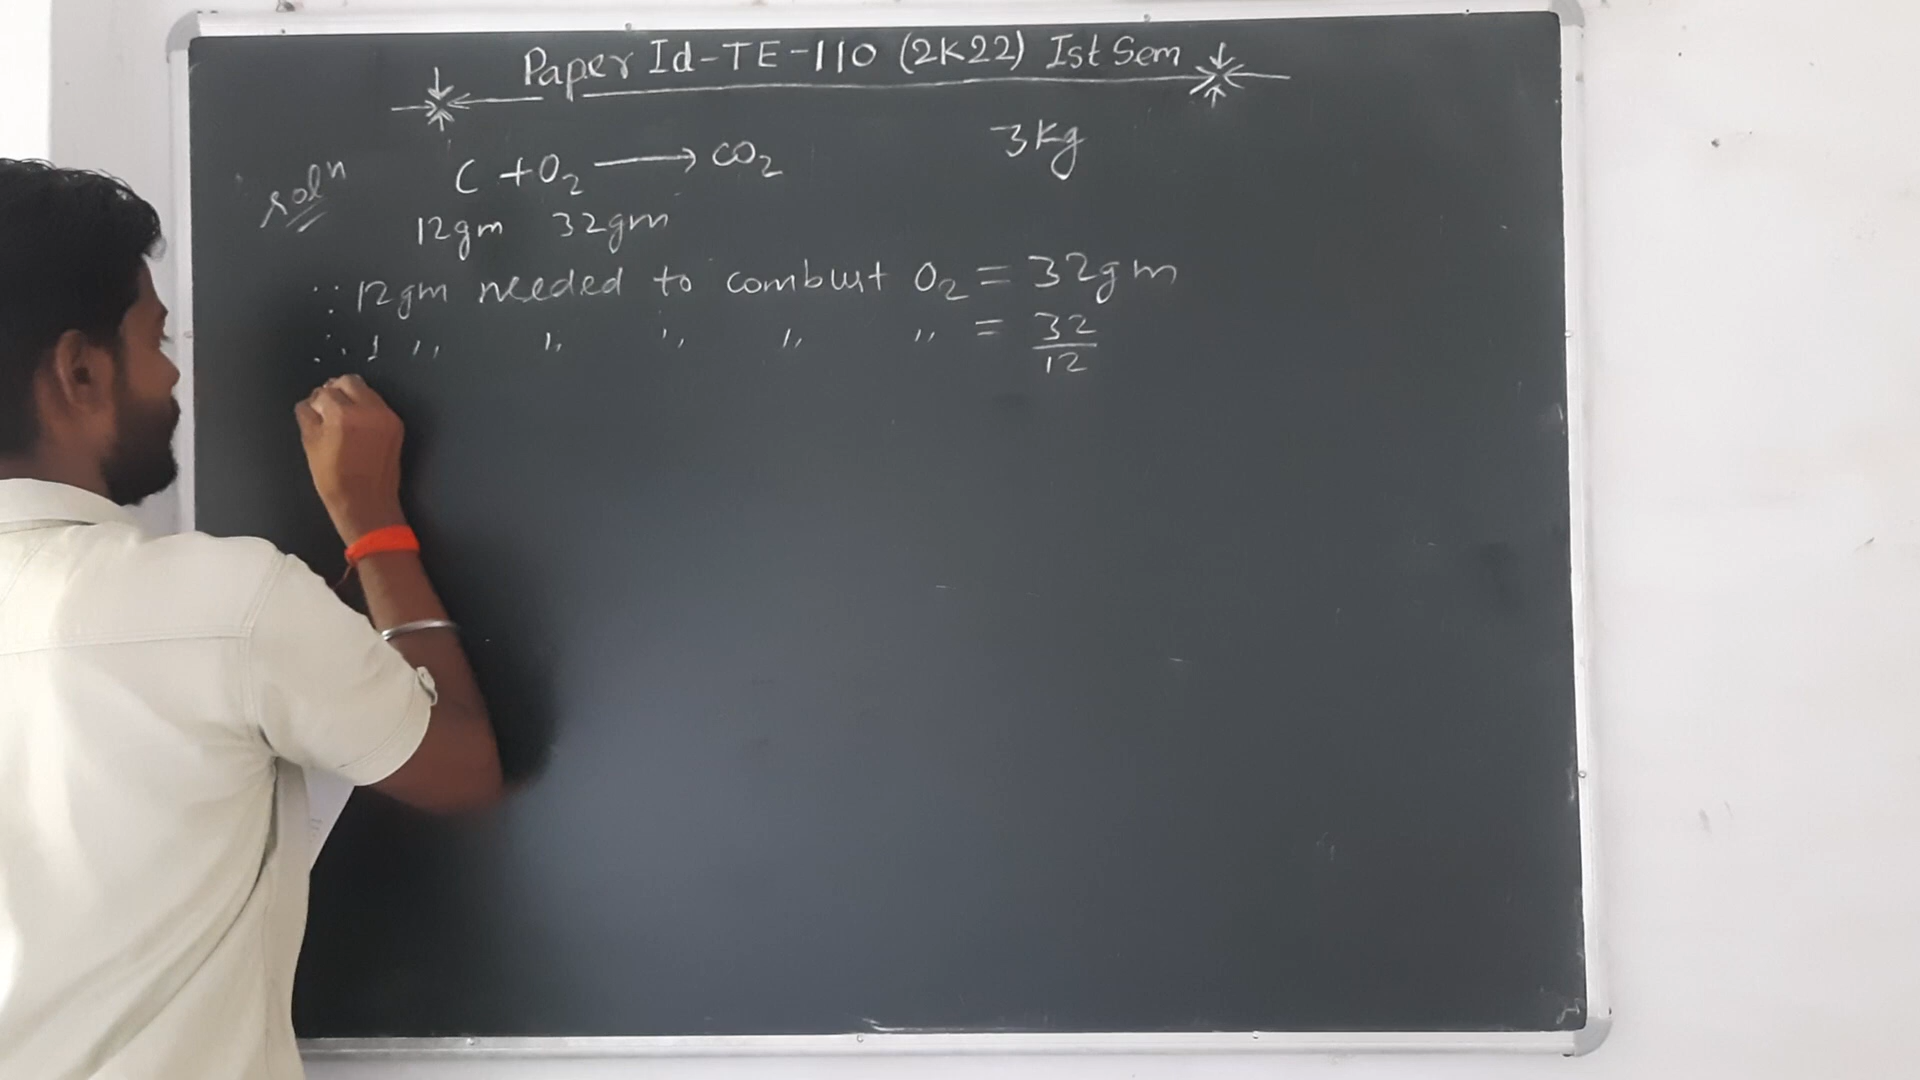 Paper Id-TE-110 (2K22) Ist Sem
3Kg
C + O₂ ⟶ CO₂
Solⁿ
12gm 32gm
∵ 12gm needed to combust O₂ = 32gm
∴ 1 ,, ,, ,, ,, ,, = 32/12